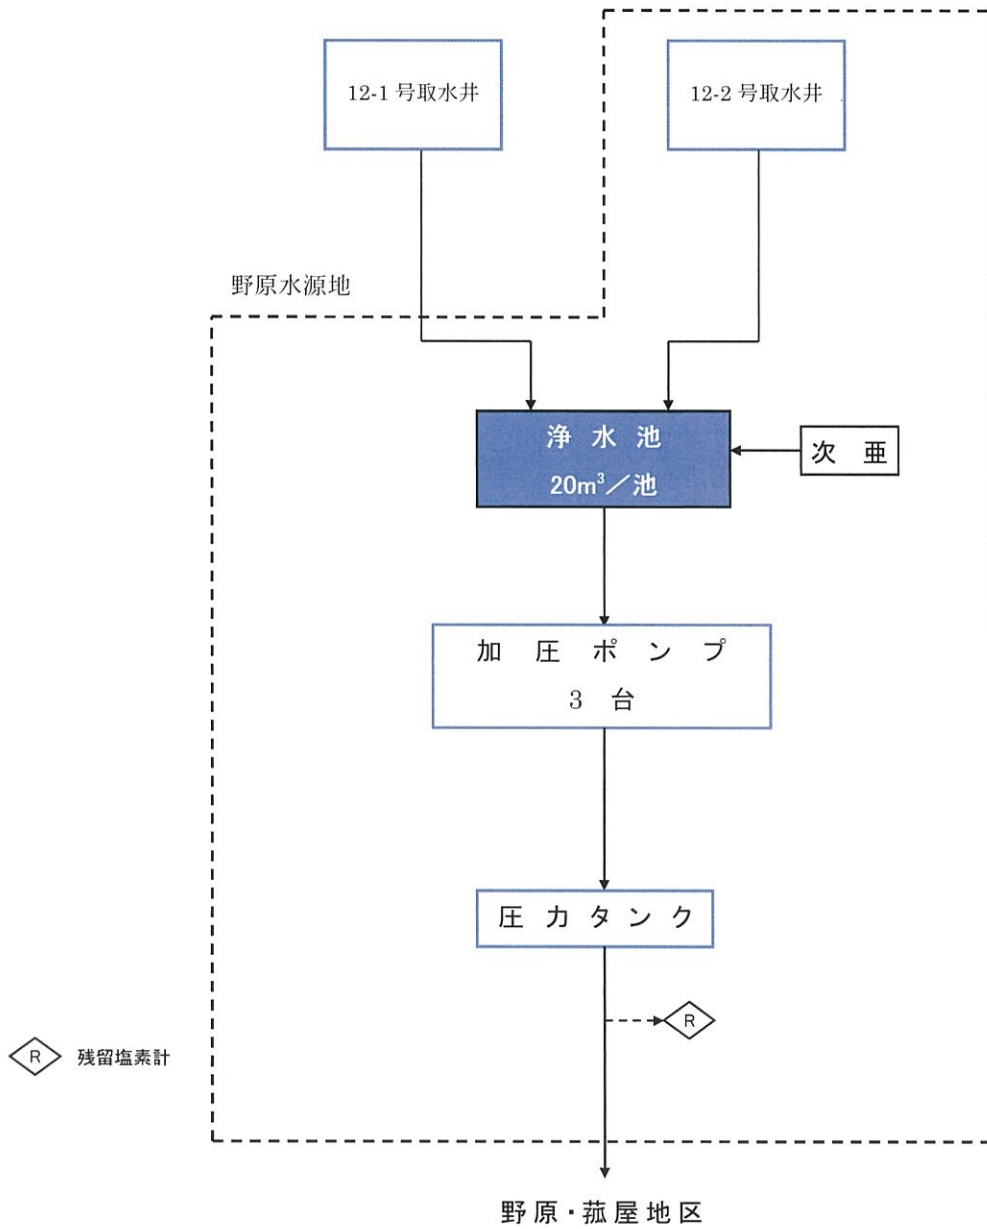 12-1 号取水井
12-2 号取水井
野原水源地
浄 水 池
20m³／池
次 亜
加 圧 ポ ン プ
3 台
圧 力 タ ン ク
R
R 残留塩素計
野原・菰屋地区